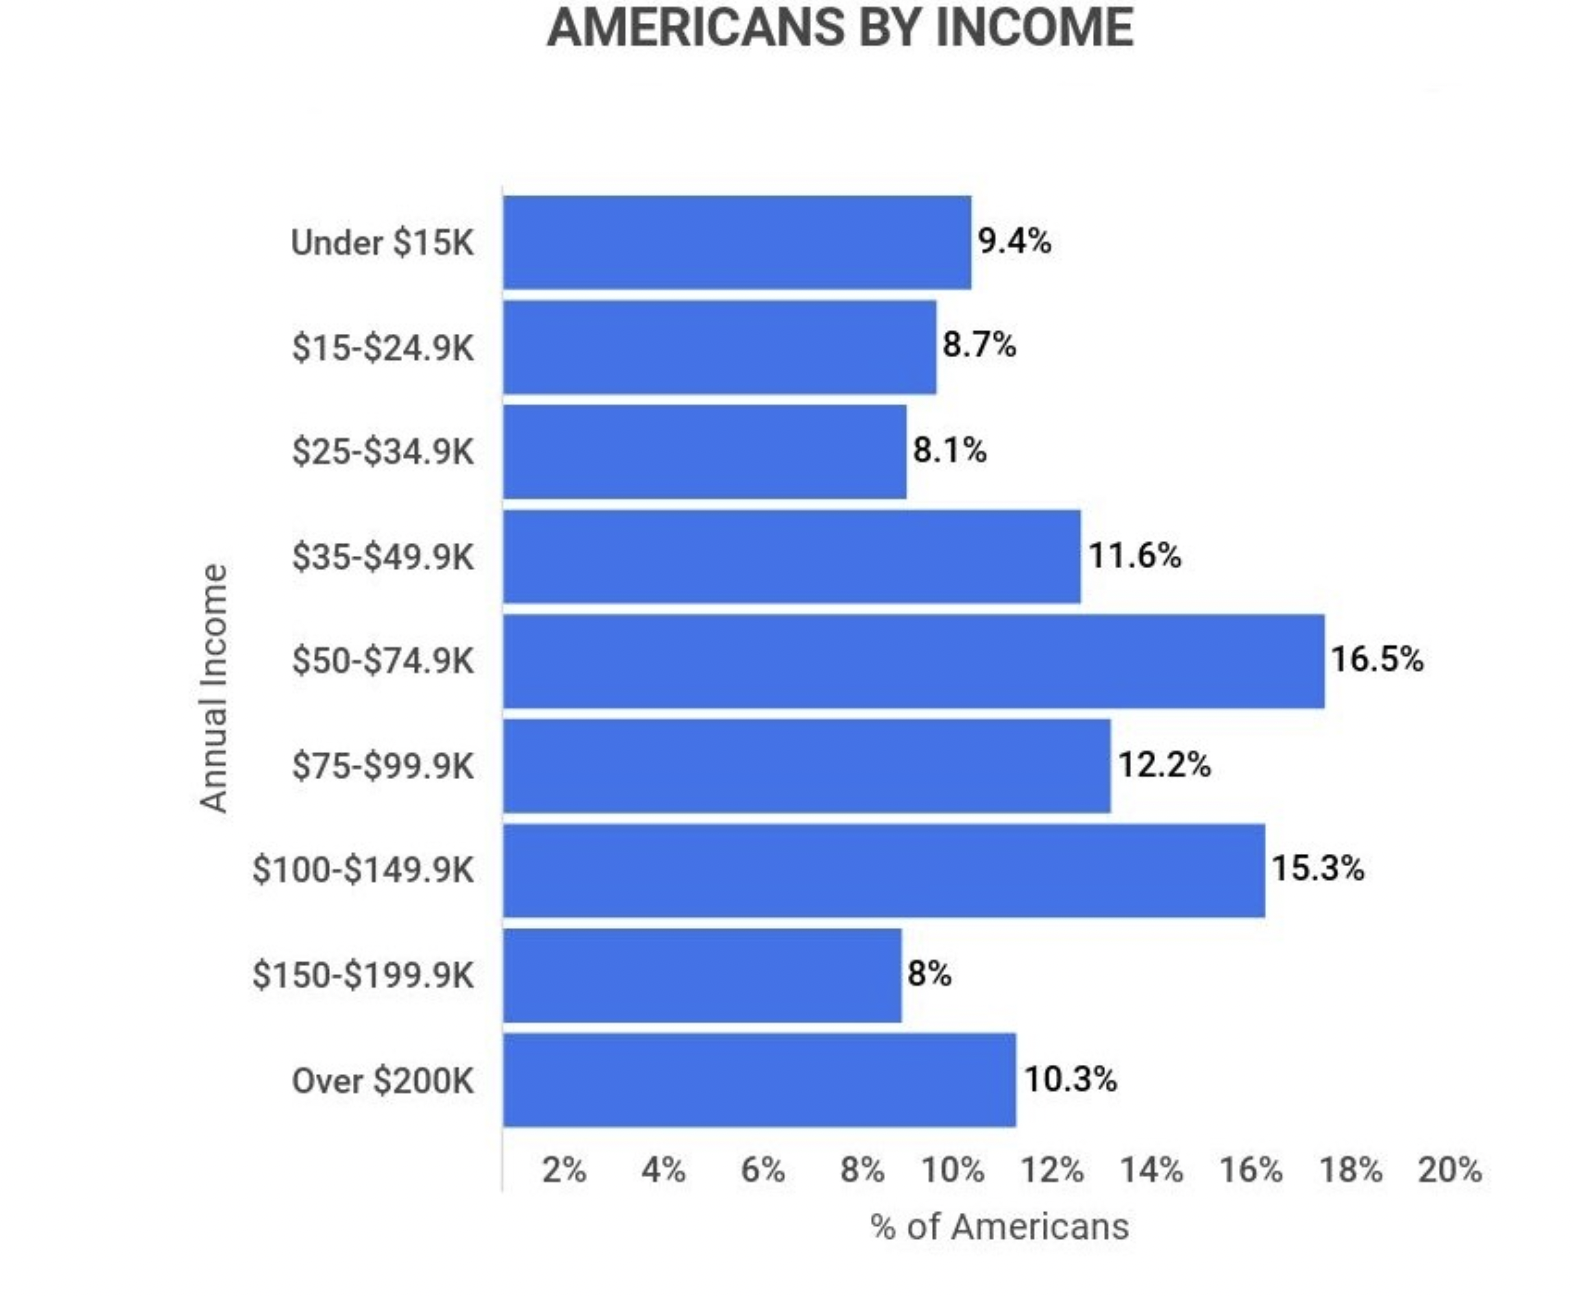 AMERICANS BY INCOME
Under $15K 9.4%
$15-$24.9K 8.7%
$25-$34.9K 8.1%
$35-$49.9K 11.6%
$50-$74.9K 16.5%
$75-$99.9K 12.2%
$100-$149.9K 15.3%
$150-$199.9K 8%
Over $200K 10.3%
Annual Income
2% 4% 6% 8% 10% 12% 14% 16% 18% 20%
% of Americans